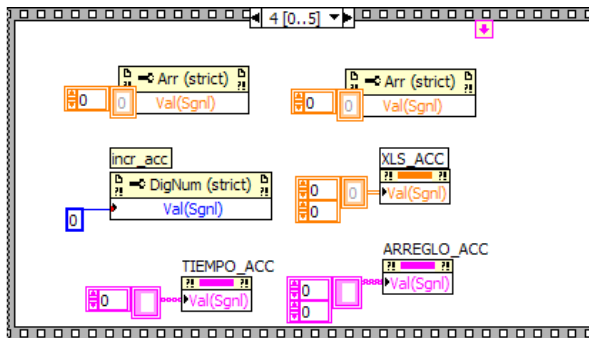 4 [0..5]
Arr (strict)
0 0 Val(Sgnl)
Arr (strict)
0 0 Val(Sgnl)
incr_acc
DigNum (strict)
Val(Sgnl)
0
XLS_ACC
0 0 Val(Sgnl)
0
TIEMPO_ACC
0 Val(Sgnl)
ARREGLO_ACC
0 Val(Sgnl)
0